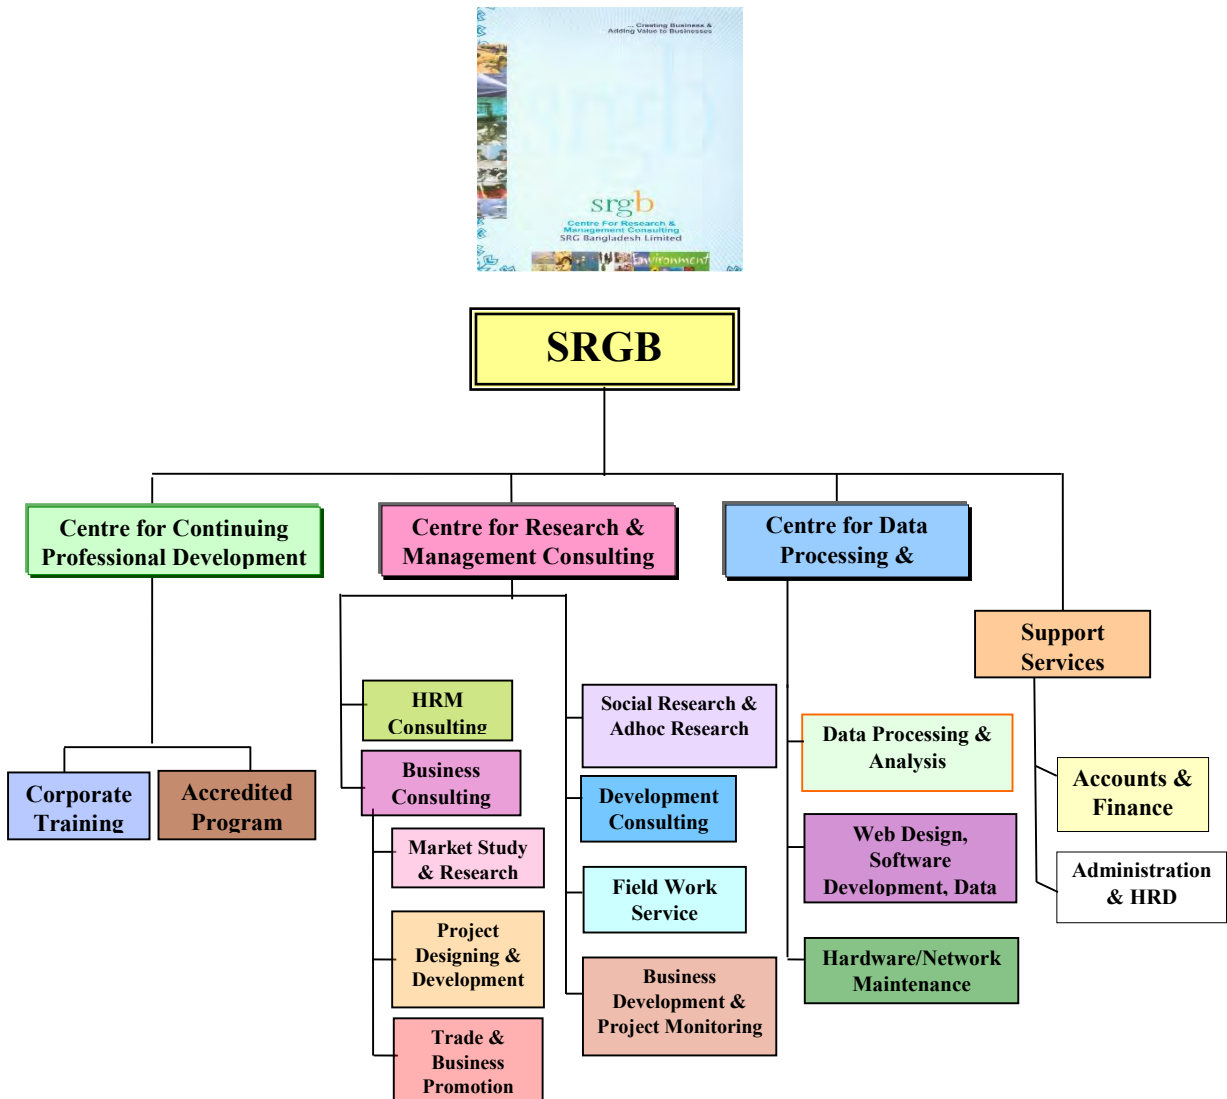 ... Creating Business &
Adding Value to Businesses
srgb
srgb
Centre For Research &
Management Consulting
SRG Bangladesh Limited
Environment
SRGB
Centre for Continuing
Professional Development
Centre for Research &
Management Consulting
Centre for Data
Processing &
Support
Services
HRM
Consulting
Business
Consulting
Market Study
& Research
Project
Designing &
Development
Trade &
Business
Promotion
Social Research &
Adhoc Research
Development
Consulting
Field Work
Service
Business
Development &
Project Monitoring
Data Processing &
Analysis
Web Design,
Software
Development, Data
Hardware/Network
Maintenance
Corporate
Training
Accredited
Program
Accounts &
Finance
Administration
& HRD